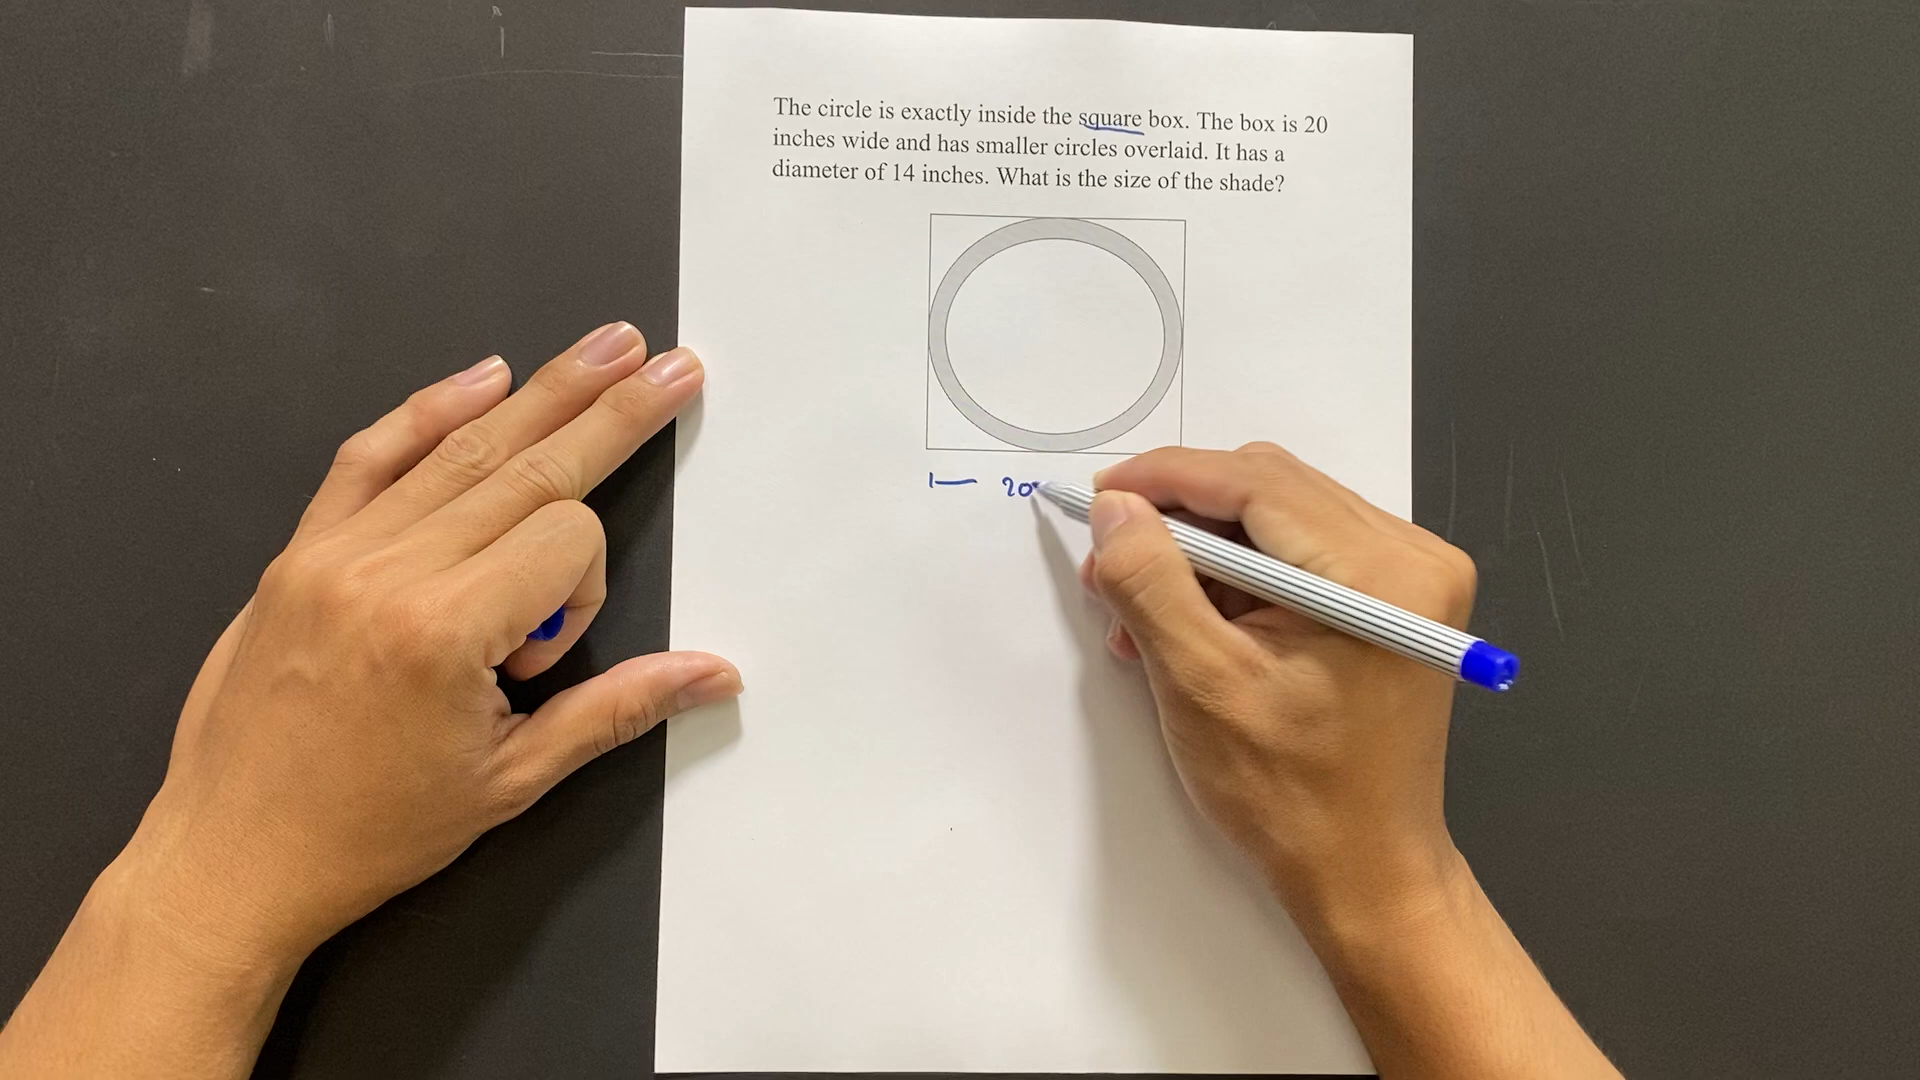 The circle is exactly inside the square box. The box is 20
inches wide and has smaller circles overlaid. It has a
diameter of 14 inches. What is the size of the shade?
20